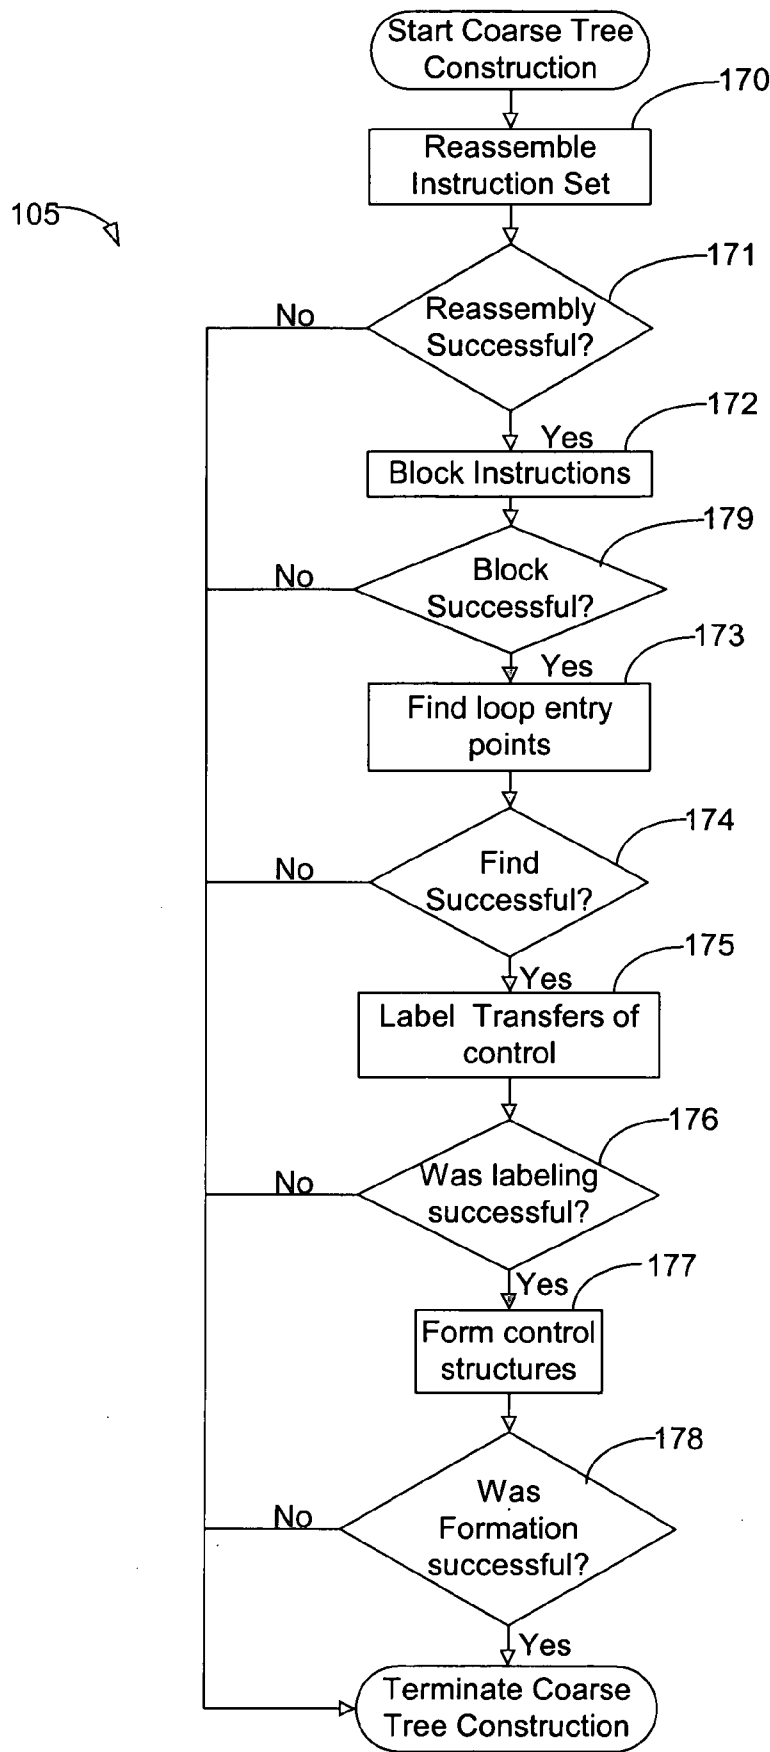 Start Coarse Tree
Construction
170
Reassemble
Instruction Set
105
171
Reassembly
Successful?
No
Yes
172
Block Instructions
179
Block
Successful?
No
Yes
173
Find loop entry
points
174
Find
Successful?
No
Yes
175
Label Transfers of
control
176
Was labeling
successful?
No
Yes
177
Form control
structures
178
Was
Formation
successful?
No
Yes
Terminate Coarse
Tree Construction